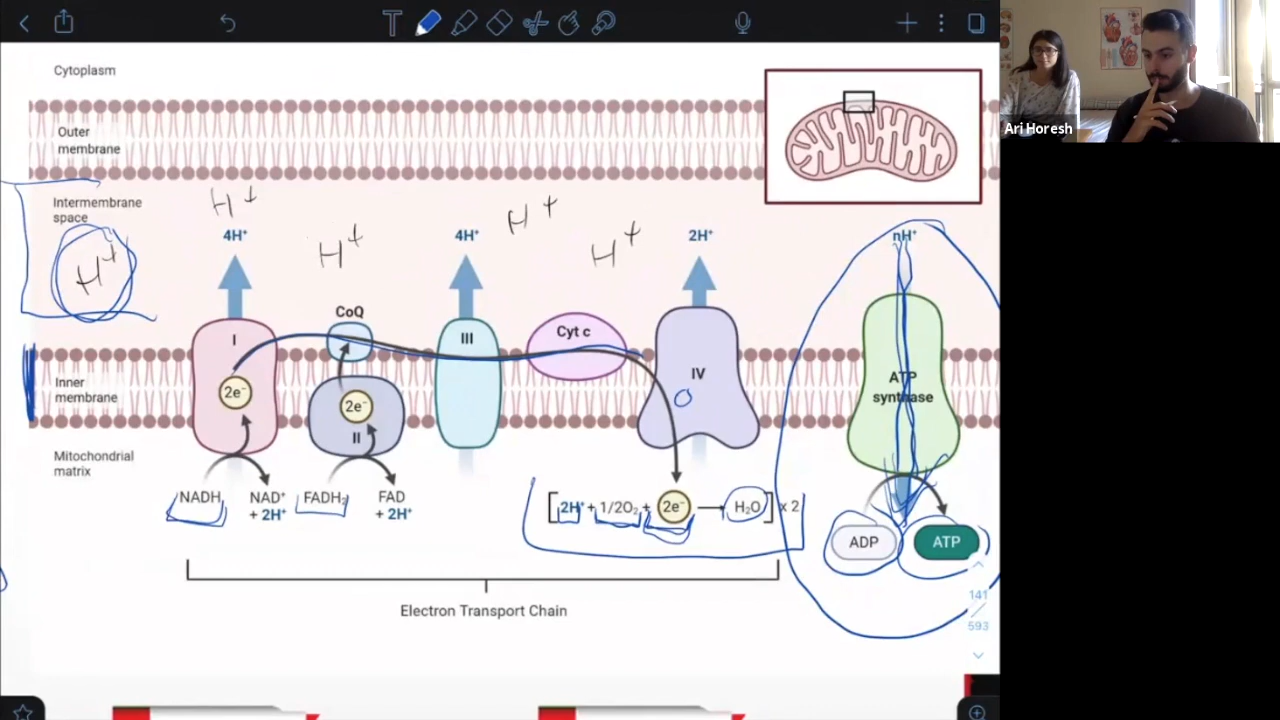 Cytoplasm
Outer
membrane
Ari Horesh
Intermembrane
space
H+
H+
H+
H+
H+
4H⁺
4H⁺
2H⁺
nH⁺
CoQ
I
III
Cyt c
IV
ATP
synthase
Inner
membrane
2e⁻
2e⁻
II
Mitochondrial
matrix
NADH
NAD⁺
+ 2H⁺
FADH₂
FAD
+ 2H⁺
[2H⁺ + 1/2O₂ + 2e⁻ → H₂O] x 2
ADP
ATP
Electron Transport Chain
141
593